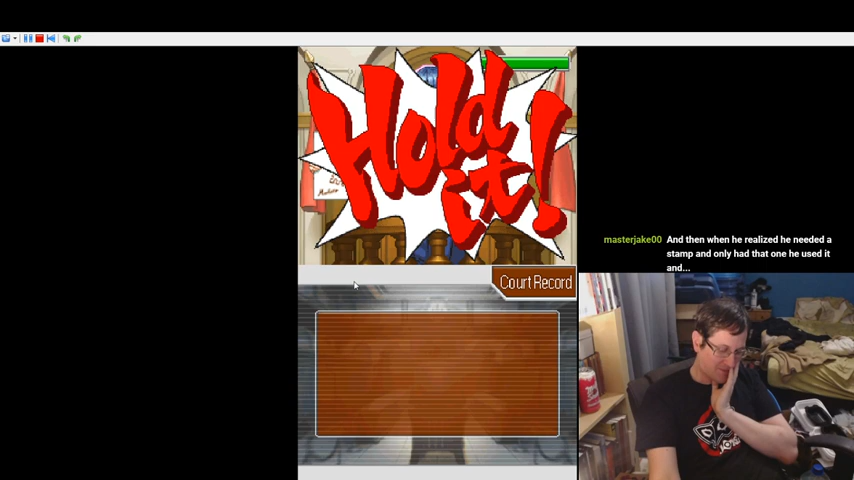 Hold
it!
Court Record
masterjake00 And then when he realized he needed a
stamp and only had that one he used it
and...